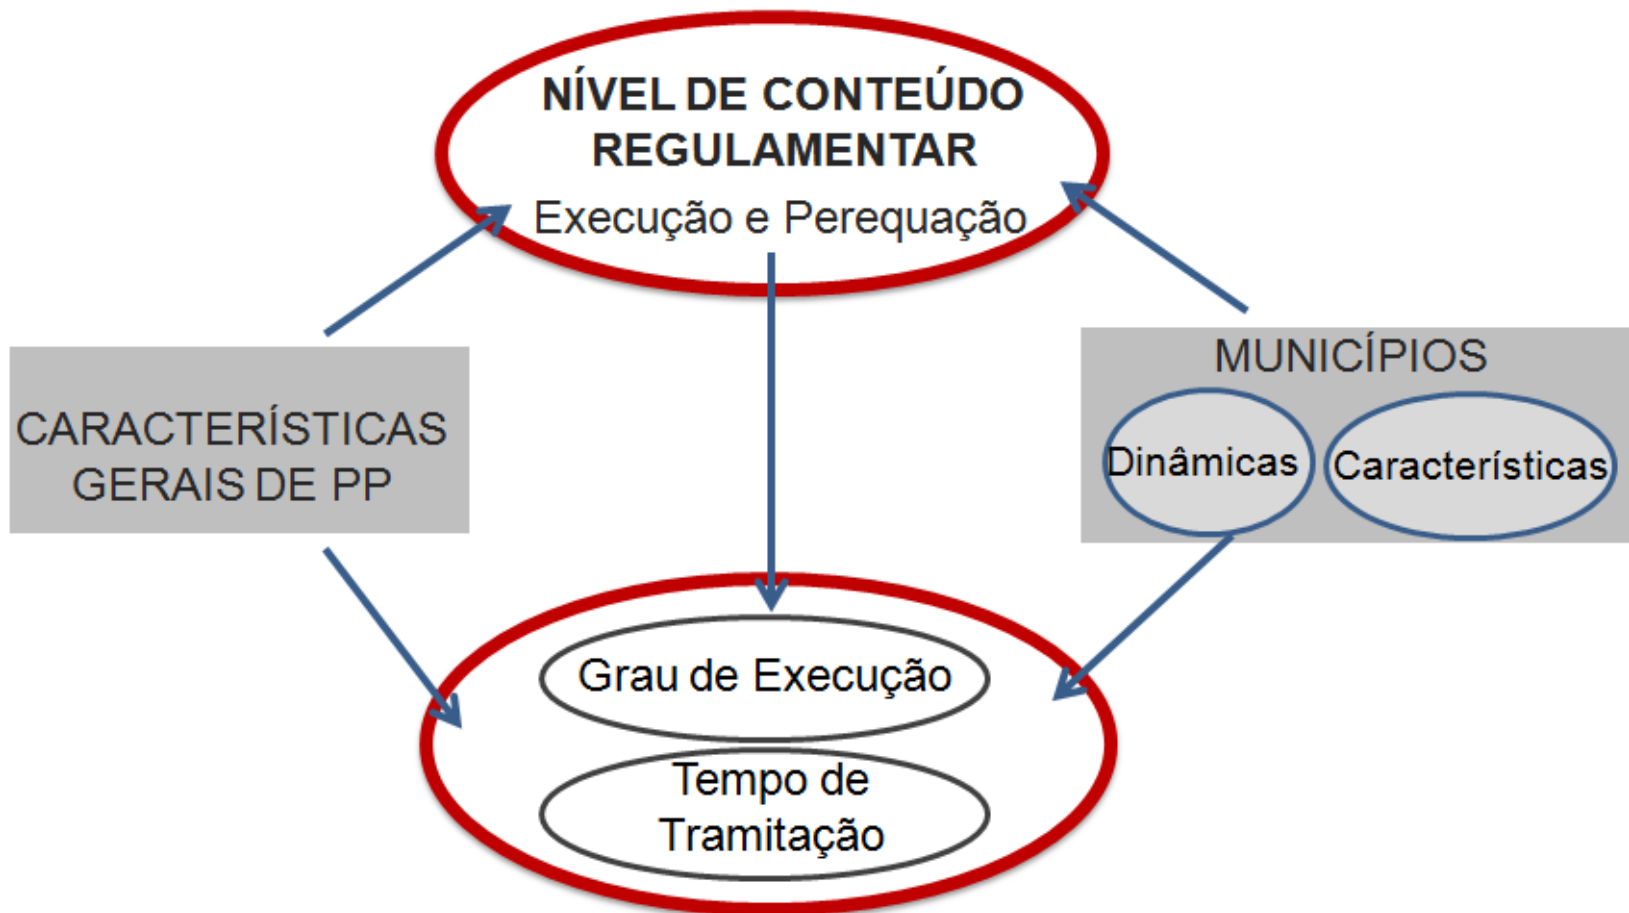 NÍVEL DE CONTEÚDO
REGULAMENTAR
Execução e Perequação
CARACTERÍSTICAS
GERAIS DE PP
MUNICÍPIOS
Dinâmicas
Características
Grau de Execução
Tempo de
Tramitação